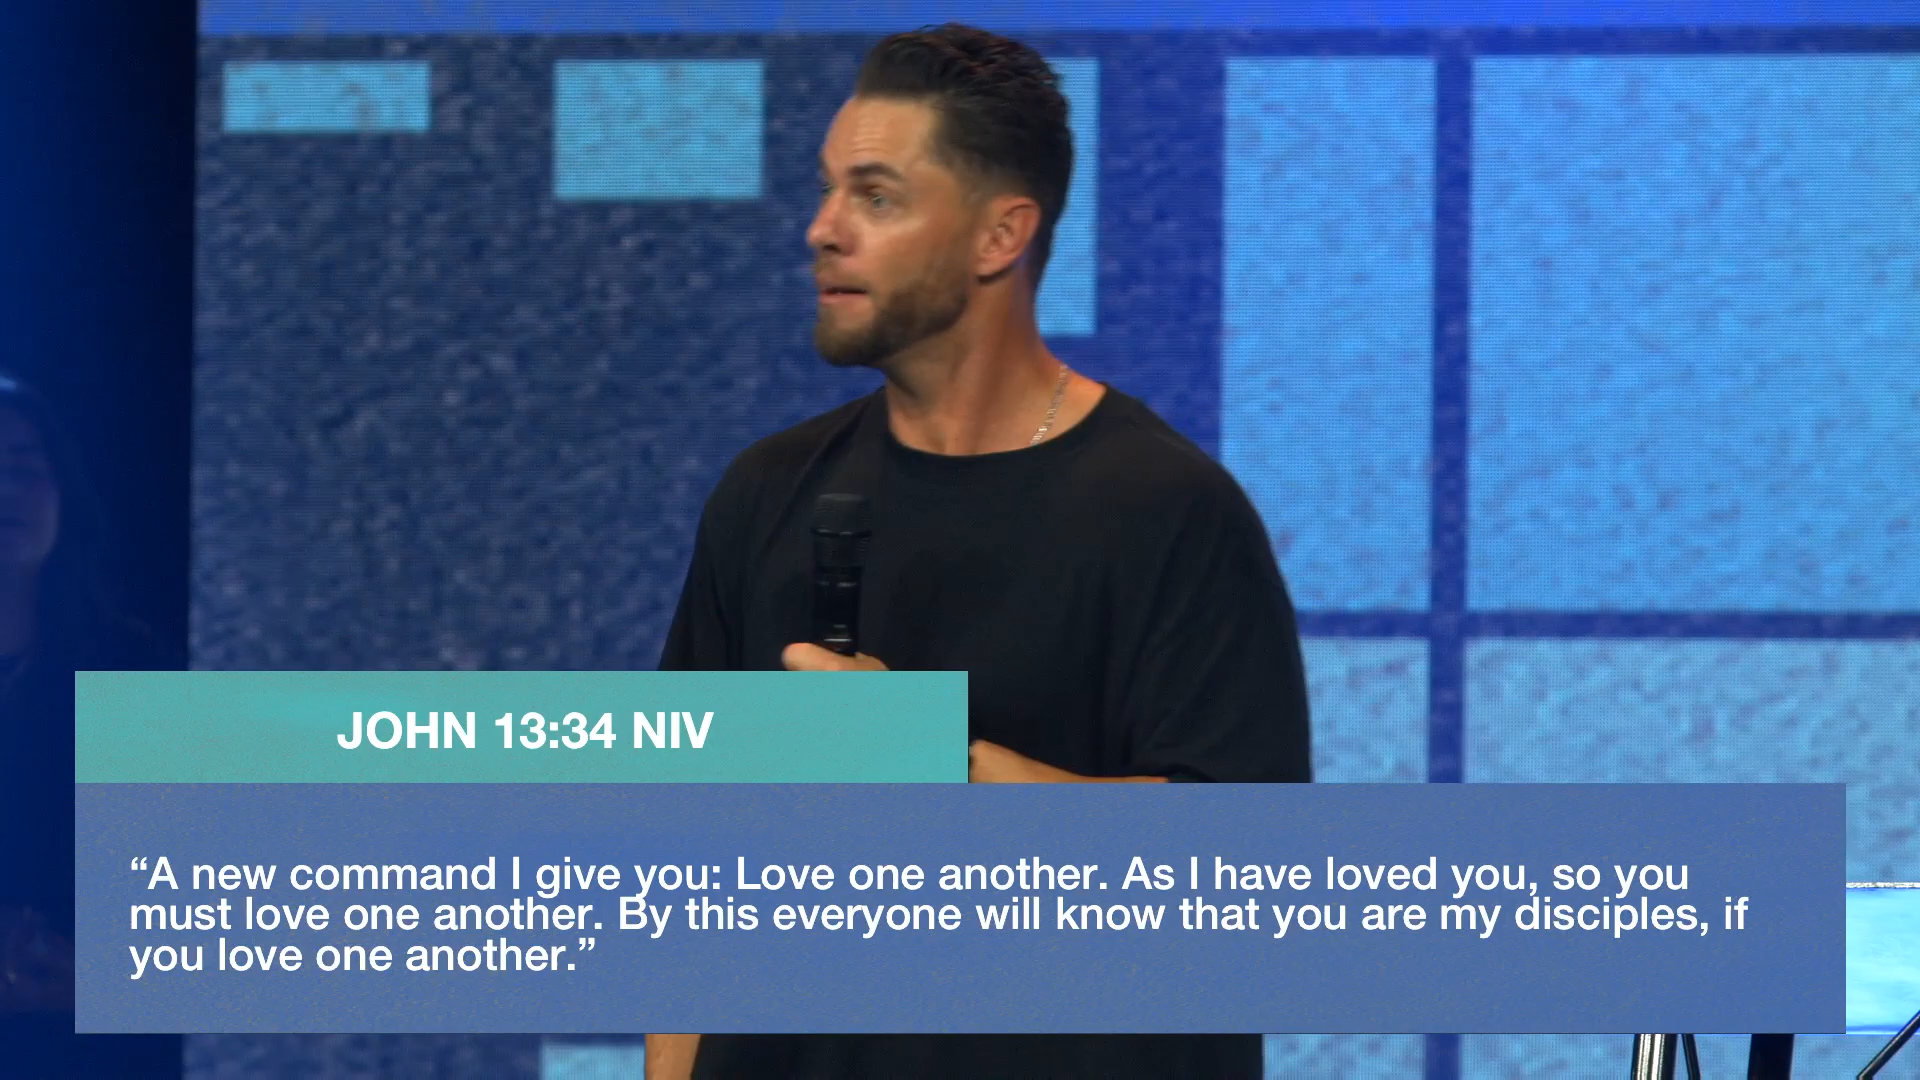 JOHN 13:34 NIV
“A new command I give you: Love one another. As I have loved you, so you
must love one another. By this everyone will know that you are my disciples, if
you love one another.”